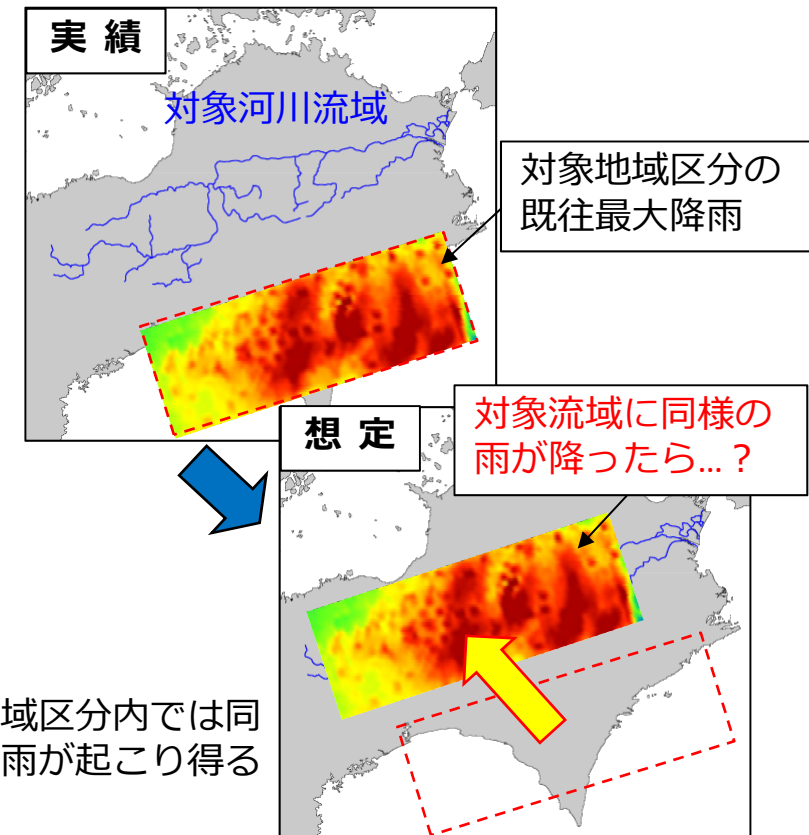 実 績
対象河川流域
対象地域区分の
既往最大降雨
想 定
対象流域に同様の
雨が降ったら…？
域区分内では同
雨が起こり得る